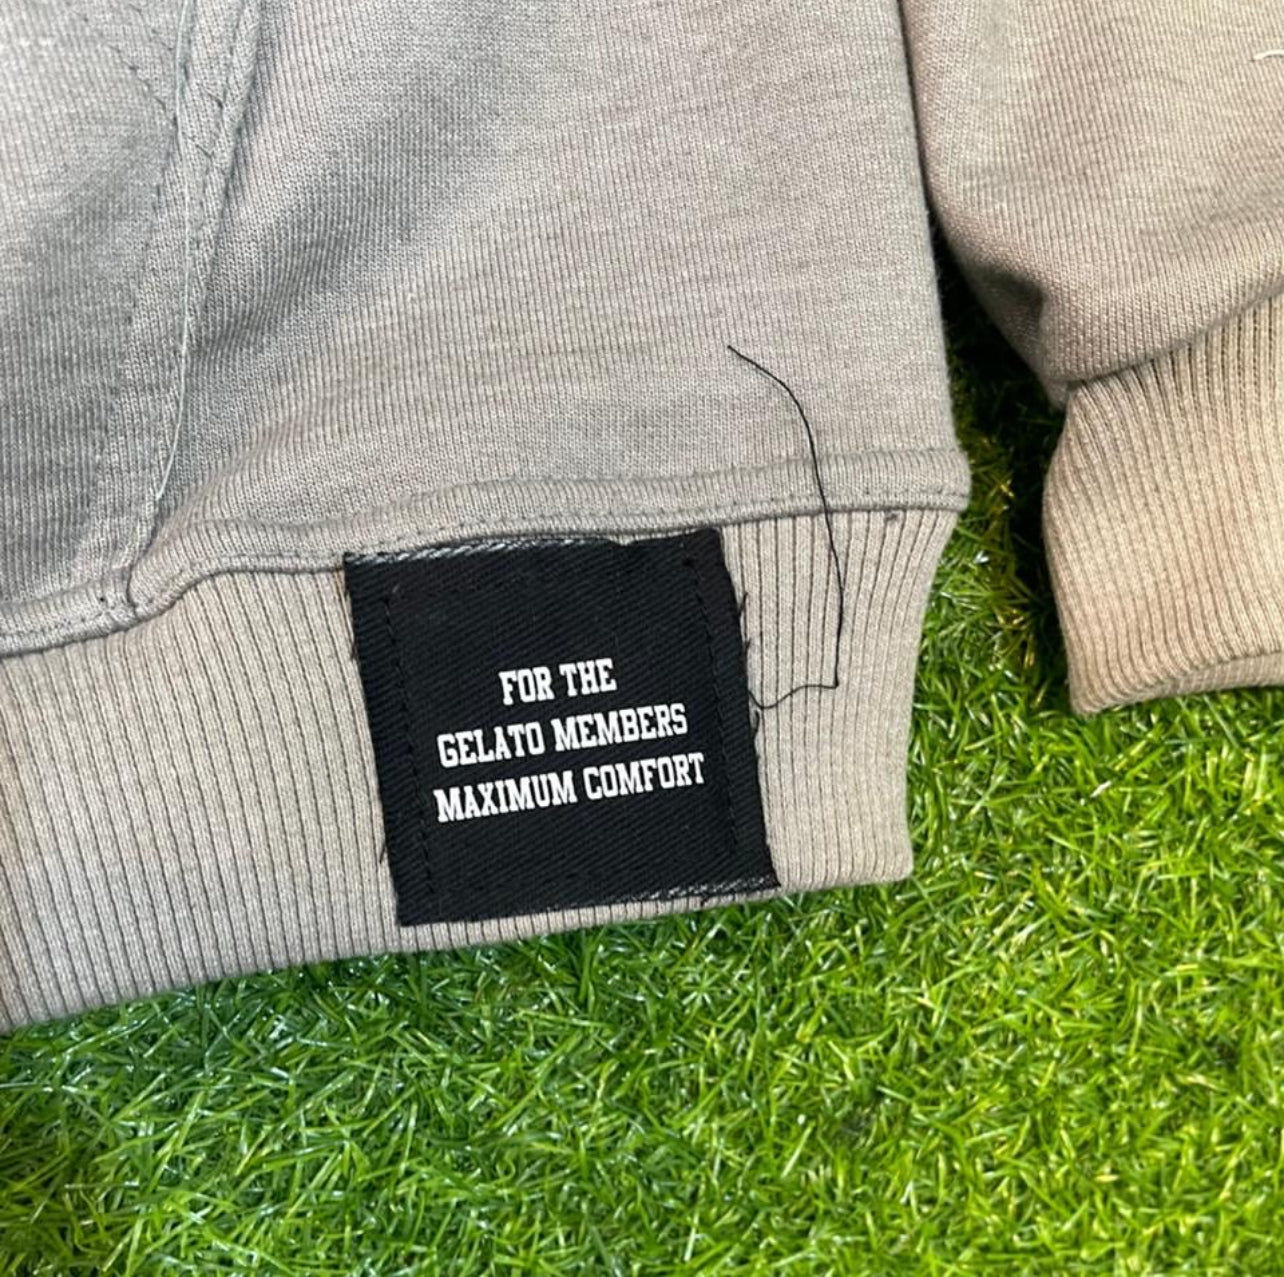 FOR THE
GELATO MEMBERS
MAXIMUM COMFORT